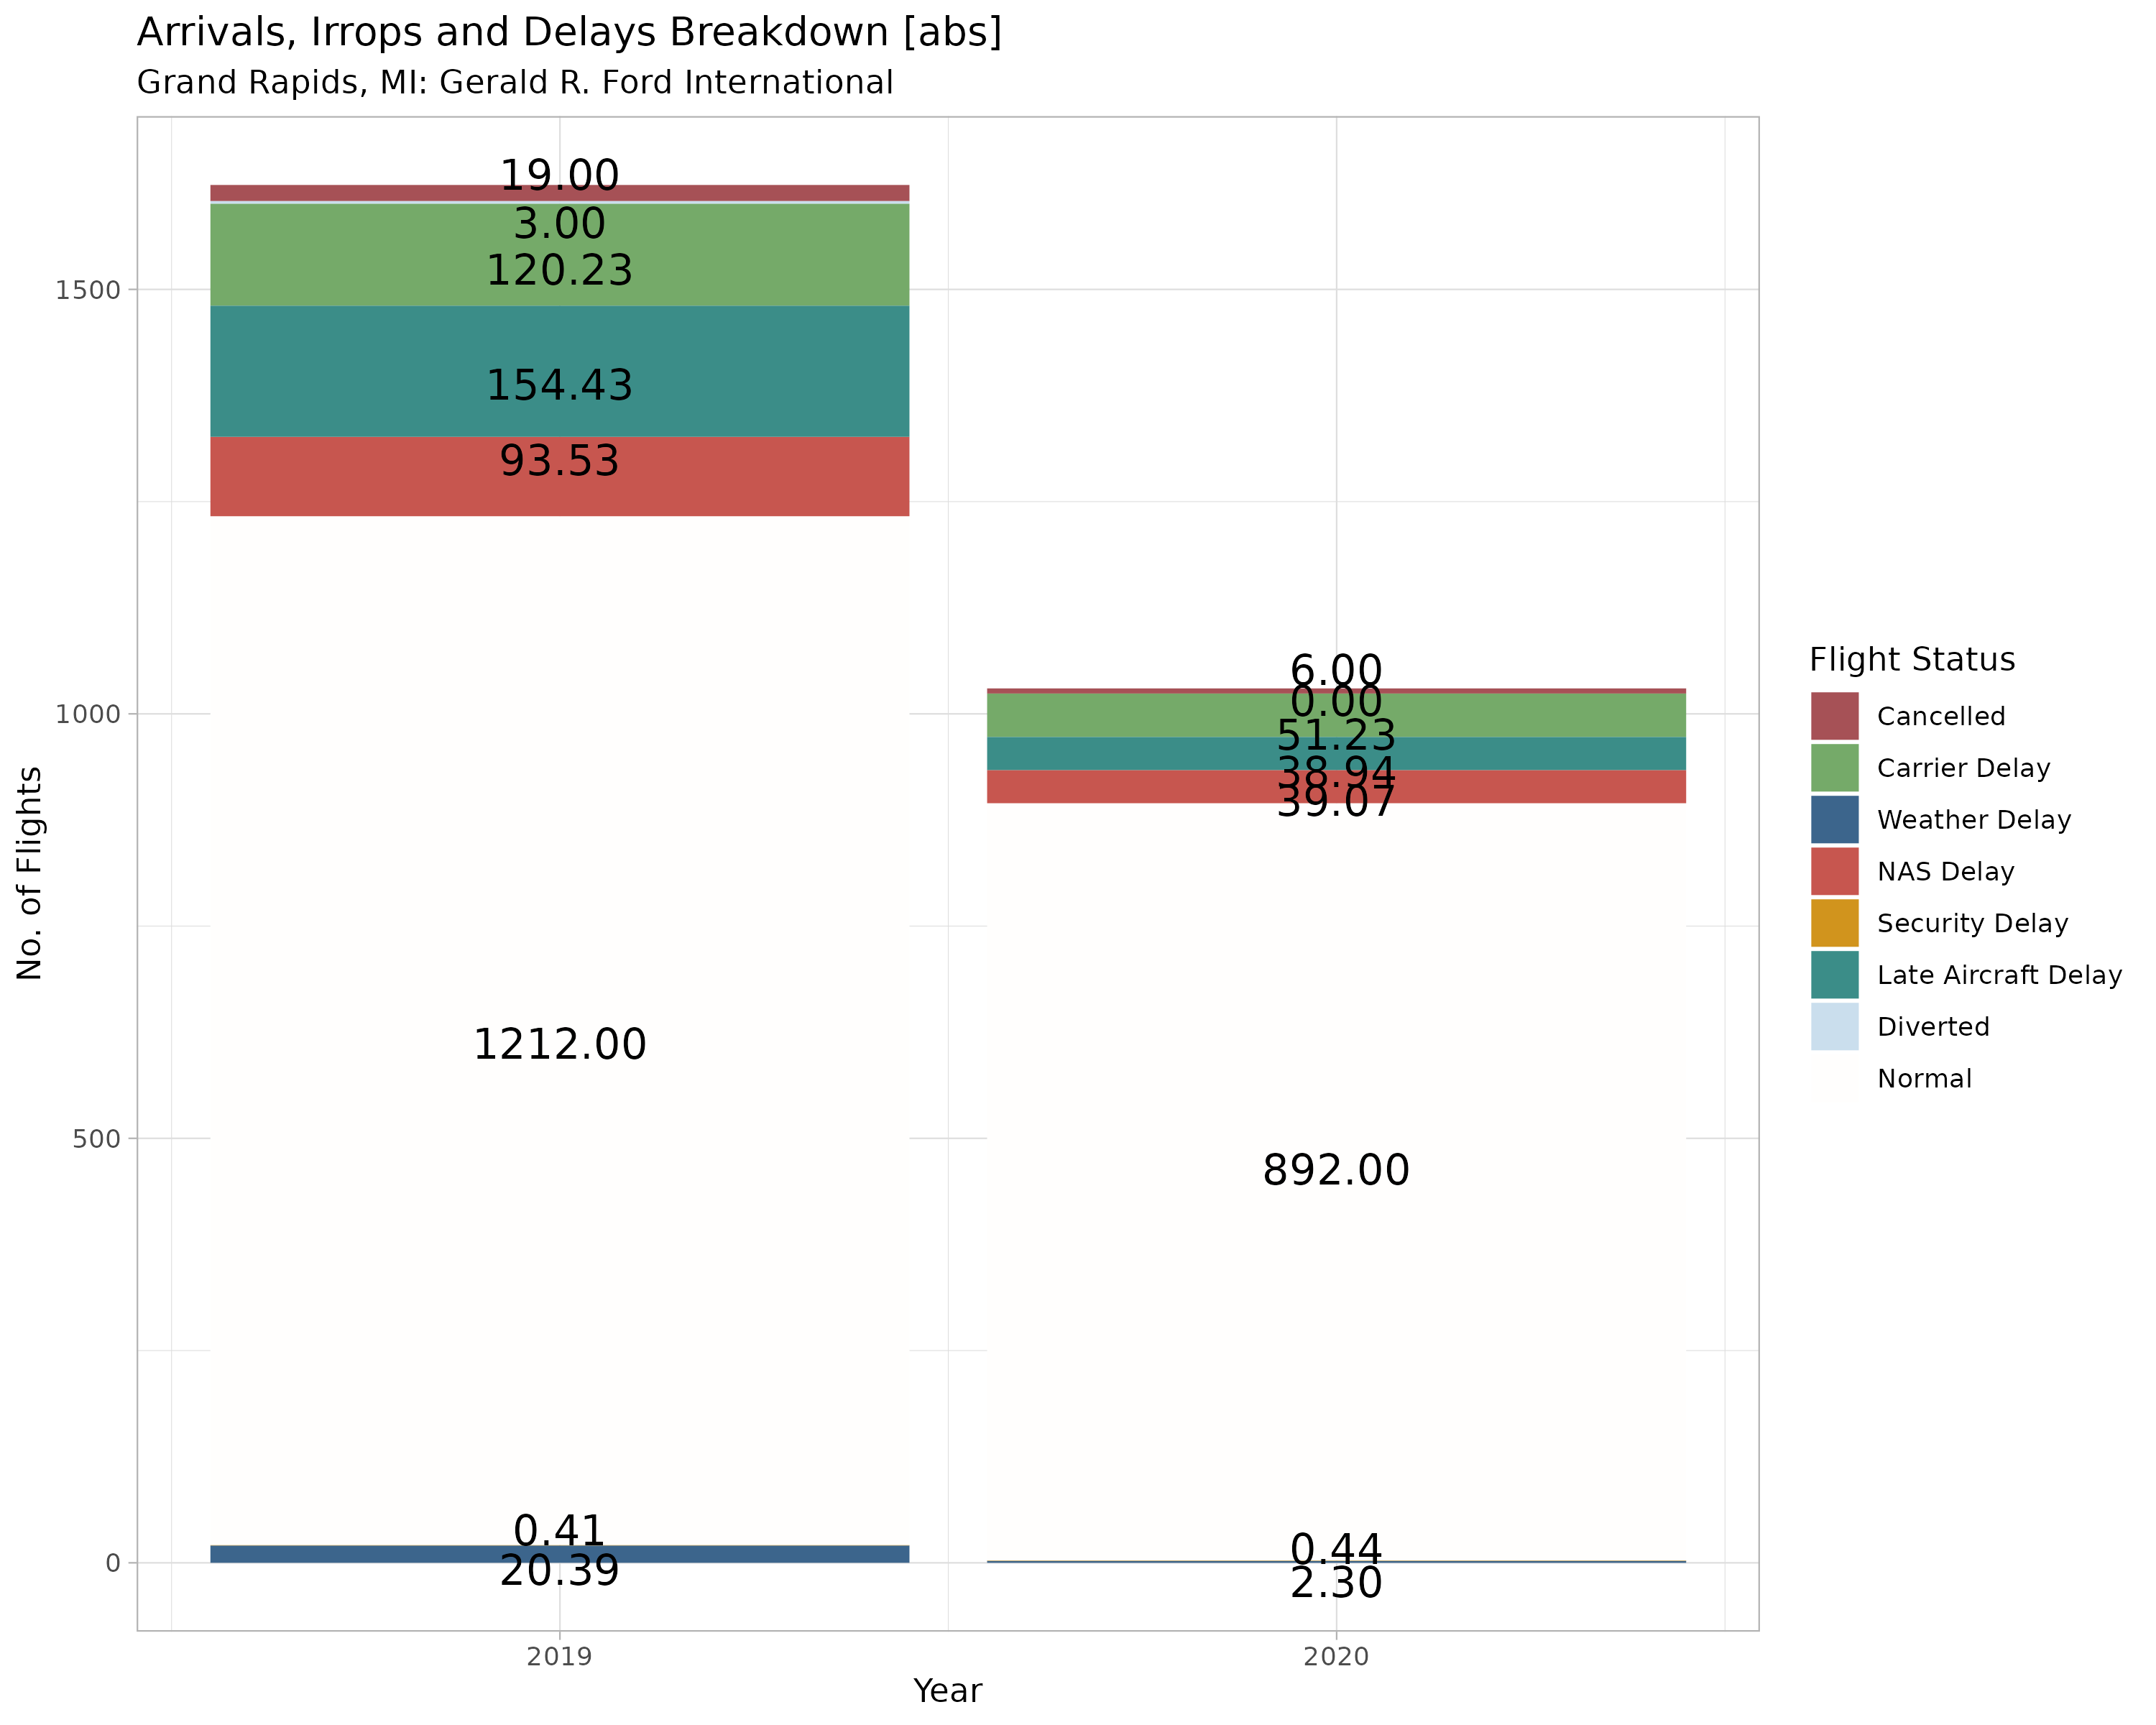 Arrivals, Irrops and Delays Breakdown [abs]
Grand Rapids, MI: Gerald R. Ford International
19.00
3.00
120.23
154.43
93.53
1212.00
0.41
20.39
6.00
0.00
51.23
38.94
39.07
892.00
0.44
2.30
1500
1000
500
0
No. of Flights
2019
2020
Year
Flight Status
Cancelled
Carrier Delay
Weather Delay
NAS Delay
Security Delay
Late Aircraft Delay
Diverted
Normal